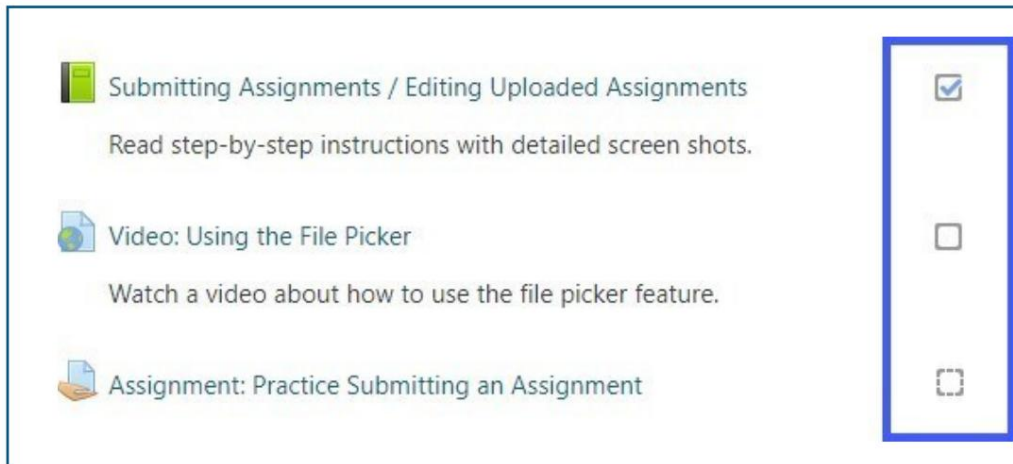 Submitting Assignments / Editing Uploaded Assignments
Read step-by-step instructions with detailed screen shots.
Video: Using the File Picker
Watch a video about how to use the file picker feature.
Assignment: Practice Submitting an Assignment